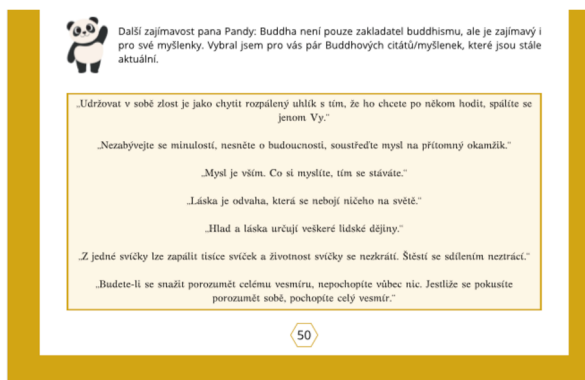 Další zajímavost pana Pandy: Buddha není pouze zakladatel buddhismu, ale je zajímavý i
pro své myšlenky. Vybral jsem pro vás pár Buddhových citátů/myšlenek, které jsou stále
aktuální.
„Udržovat v sobě zlost je jako chytit rozpálený uhlík s tím, že ho chcete po někom hodit, spálíte se
jenom Vy.“
„Nezabývejte se minulostí, nesněte o budoucnosti, soustřeďte mysl na přítomný okamžik.“
„Mysl je vším. Co si myslíte, tím se stáváte.“
„Láska je odvaha, která se nebojí ničeho na světě.“
„Hlad a láska určují veškeré lidské dějiny.“
„Z jedné svíčky lze zapálit tisíce svíček a životnost svíčky se nezkrátí. Štěstí se sdílením neztrácí.“
„Budete-li se snažit porozumět celému vesmíru, nepochopíte vůbec nic. Jestliže se pokusíte
porozumět sobě, pochopíte celý vesmír.“
50